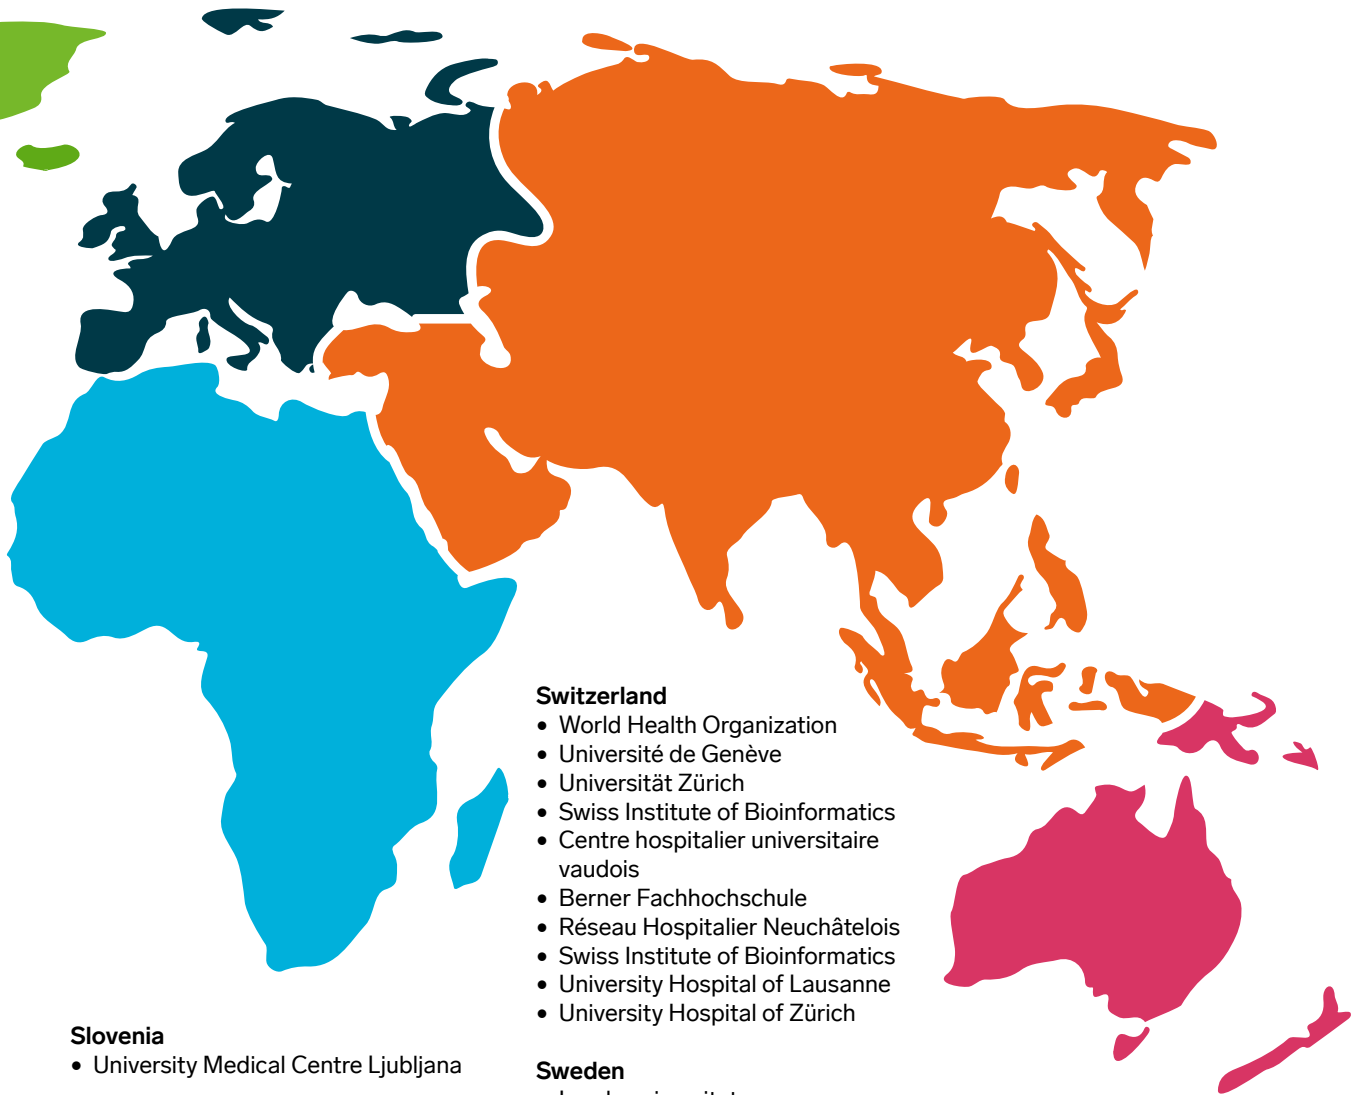 Switzerland
• World Health Organization
• Université de Genève
• Universität Zürich
• Swiss Institute of Bioinformatics
• Centre hospitalier universitaire
vaudois
• Berner Fachhochschule
• Réseau Hospitalier Neuchâtelois
• Swiss Institute of Bioinformatics
• University Hospital of Lausanne
• University Hospital of Zürich
Slovenia
• University Medical Centre Ljubljana
Sweden